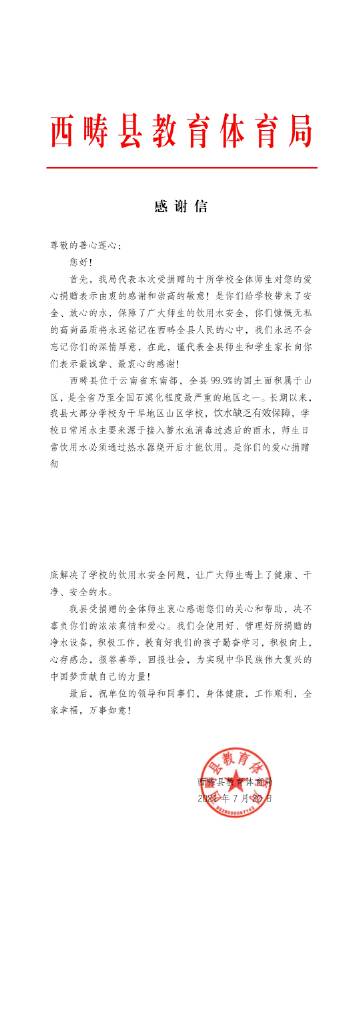 西畴县教育体育局
感谢信
尊敬的善心莲心：
您好！
首先，我局代表本次受捐赠的十所学校全体师生对您的爱
心捐赠表示由衷的感谢和崇高的敬意！是你们给学校带来了安
全、放心的水，保障了广大师生的饮用水安全，你们慷慨无私
的高尚品质将永远铭记在西畴全县人民的心中，我们永远不会
忘记你们的深情厚意，在此，谨代表全县师生和学生家长向你
们表示最诚挚、最衷心的感谢！
西畴县位于云南省东南部，全县 99.9%的国土面积属于山
区，是全省乃至全国石漠化程度最严重的地区之一。长期以来，
我县大部分学校为干旱地区山区学校，饮水缺乏有效保障，学
校日常用水主要来源于接入蓄水池消毒过滤后的雨水，师生日
常饮用水必须通过热水器烧开后才能饮用。是你们的爱心捐赠
彻
底解决了学校的饮用水安全问题，让广大师生喝上了健康、干
净、安全的水。
我县受捐赠的全体师生衷心感谢您们的关心和帮助，决不
辜负你们的浓浓真情和爱心。我们会使用好、管理好所捐赠的
净水设备，积极工作，教育好我们的孩子勤奋学习，积极向上，
心存感念，报答善举，回报社会，为实现中华民族伟大复兴的
中国梦贡献自己的力量！
最后，祝单位的领导和同事们，身体健康，工作顺利，全
家幸福，万事如意！
西畴县教育体育局
年 7 月 日
西畴县教育体育局